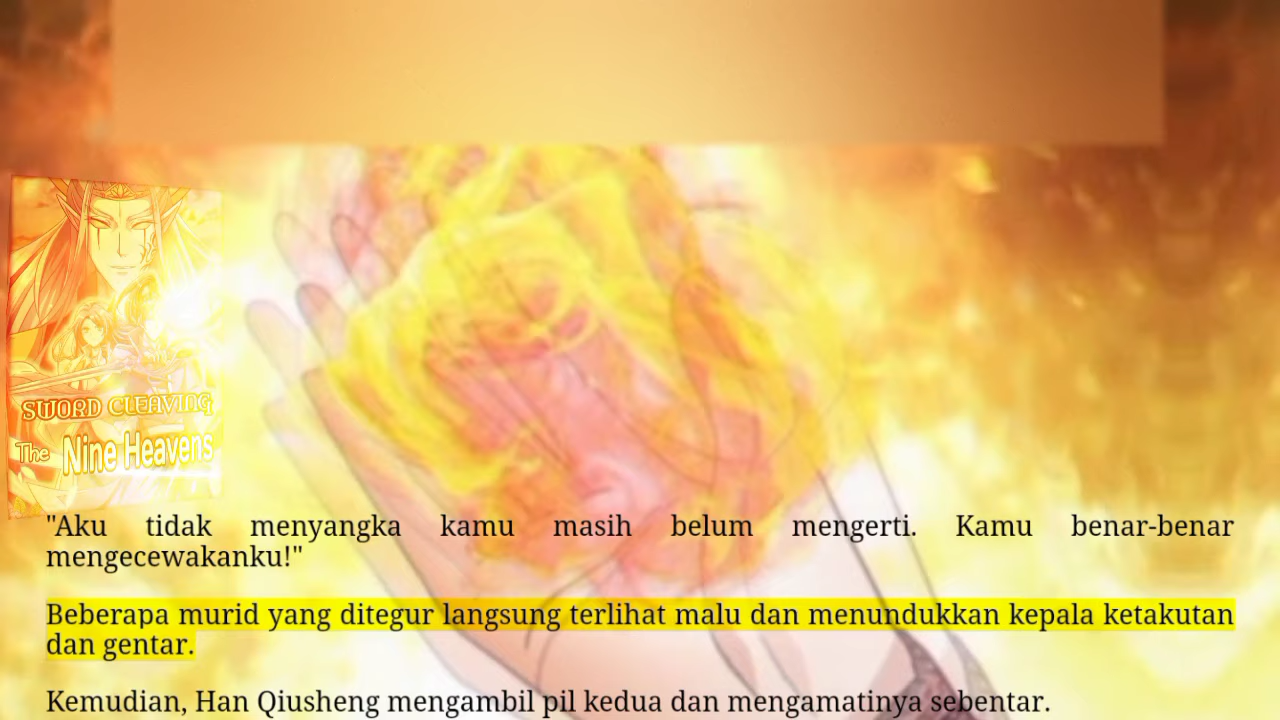 SWORD CLEAVING
The Nine Heavens
"Aku tidak menyangka kamu masih belum mengerti. Kamu benar-benar
mengecewakanku!"
Beberapa murid yang ditegur langsung terlihat malu dan menundukkan kepala ketakutan
dan gentar.
Kemudian, Han Qiusheng mengambil pil kedua dan mengamatinya sebentar.